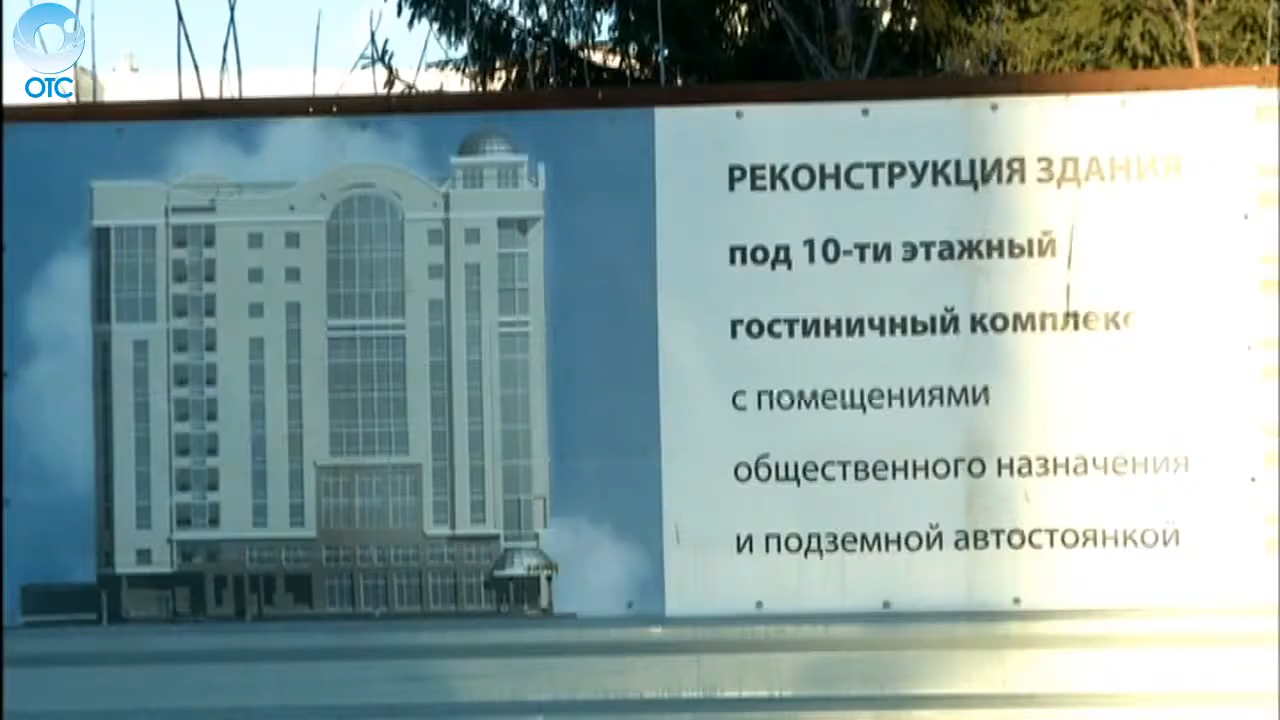 ОТС
РЕКОНСТРУКЦИЯ ЗДАНИЯ
под 10-ти этажный
гостиничный комплекс
с помещениями
общественного назначения
и подземной автостоянкой